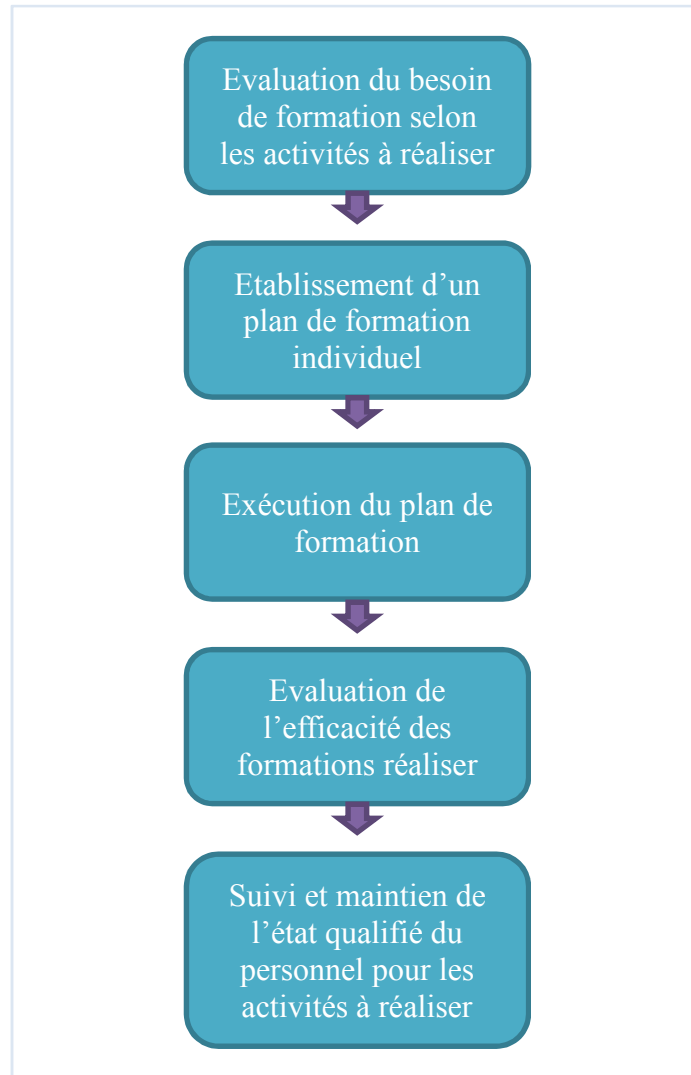 Evaluation du besoin
de formation selon
les activités à réaliser
Etablissement d’un
plan de formation
individuel
Exécution du plan de
formation
Evaluation de
l’efficacité des
formations réaliser
Suivi et maintien de
l’état qualifié du
personnel pour les
activités à réaliser